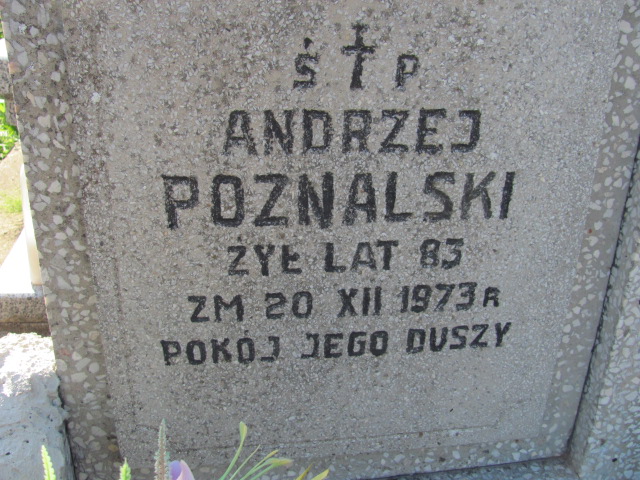 Ś P
ANDRZEJ
POZNALSKI
ŻYŁ LAT 83
ZM 20 XII 1973 R
POKÓJ JEGO DUSZY